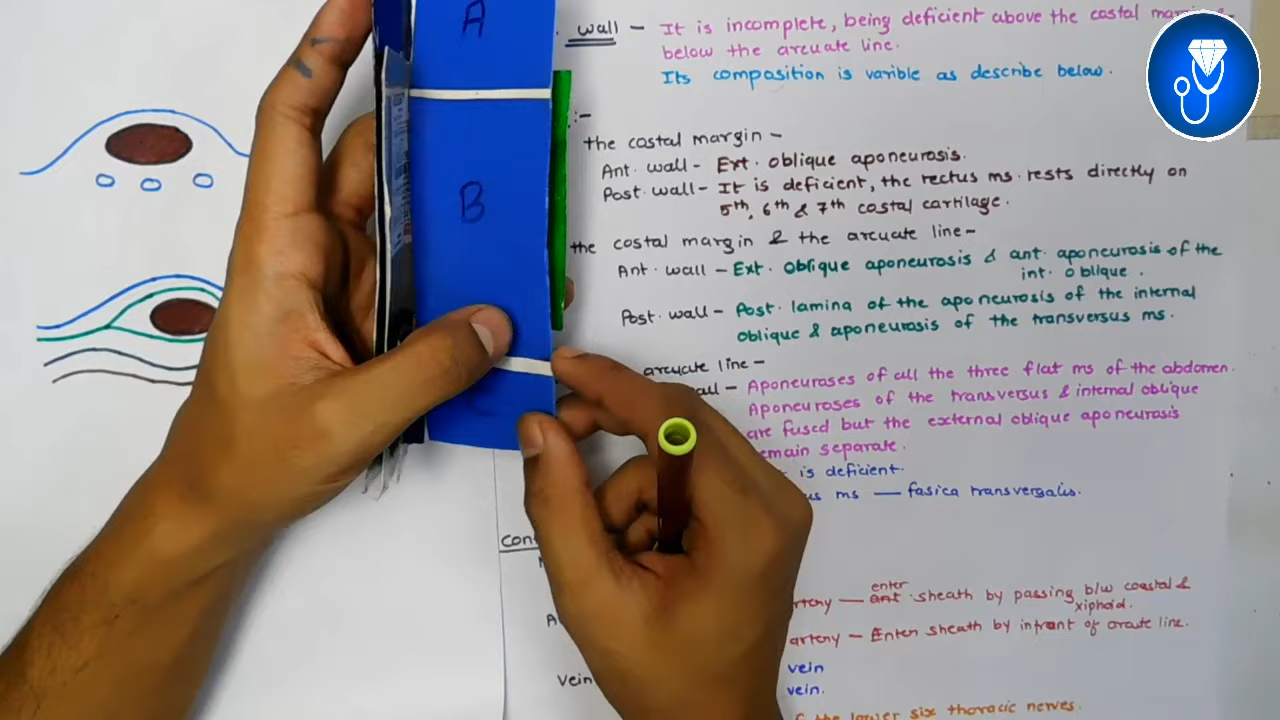 A
B
wall — It is incomplete, being deficient above the costal margin &
below the arcuate line.
Its composition is varible as describe below.
:-
the costal margin —
Ant. wall — Ext. oblique aponeurosis.
Post. wall — It is deficient, the rectus ms. rests directly on
5th, 6th & 7th costal cartilage.
the costal margin & the arcuate line —
Ant. wall — Ext. oblique aponeurosis & ant. aponeurosis of the
int. oblique.
Post. wall — Post. lamina of the aponeurosis of the internal
oblique & aponeurosis of the transversus ms.
arcuate line —
wall — Aponeuroses of all the three flat ms of the abdomen.
Aponeuroses of the transversus & internal oblique
are fused but the external oblique aponeurosis
remain separate.
is deficient.
us ms — fasica transversalis.
con
enter
artery — ant. sheath by passing b/w coastal &
xiphoid.
artery — Enter sheath by infront of arcute line.
vein
Vein
vein.
of the lower six thoracic nerves.